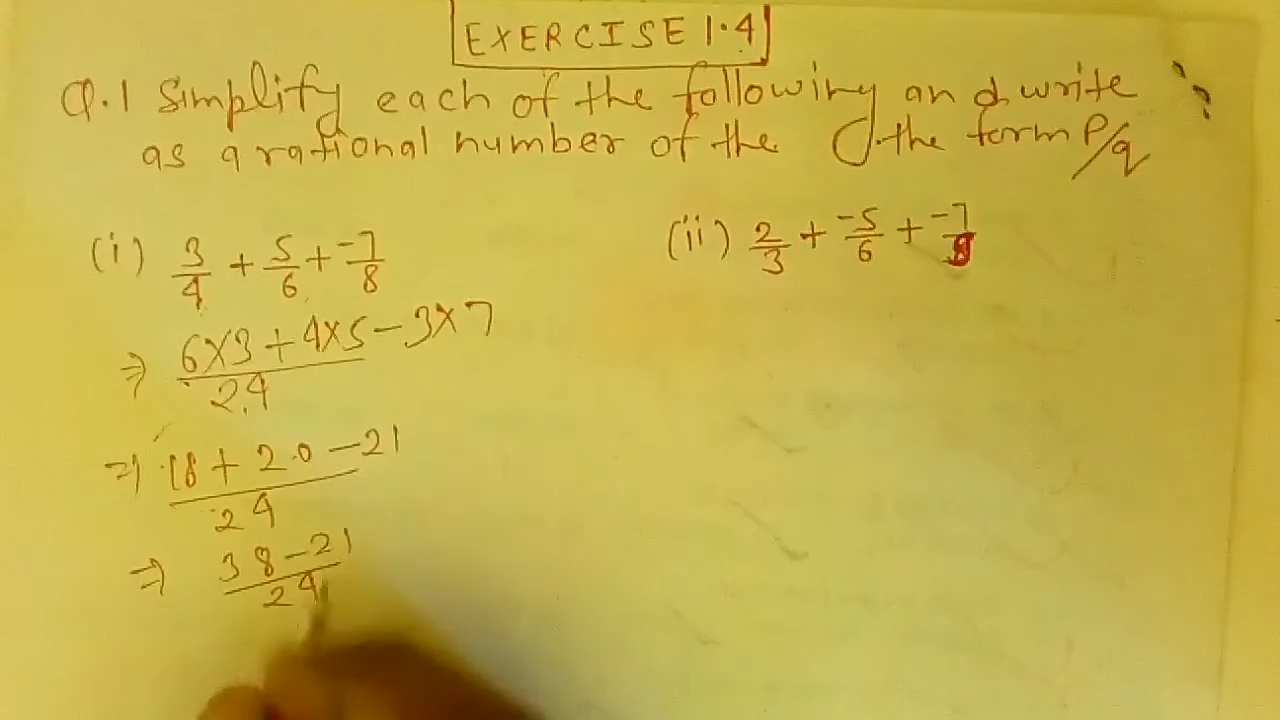 EXERCISE 1.4
Q.1 Simplify each of the following and write
as a rational number of the the form P/q
(i) 3/4 + 5/6 + -7/8
(ii) 2/3 + -5/6 + -7/8
⇒ 6×3+4×5-3×7/24
⇒ 18+20-21/24
⇒ 38-21/24